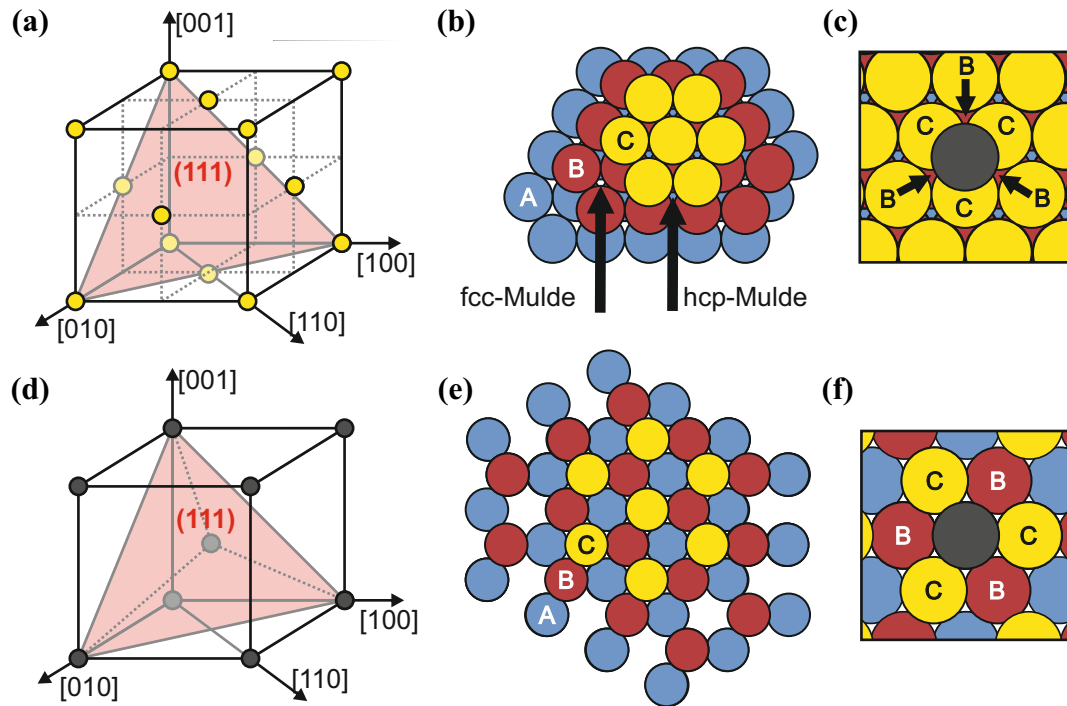 (a)
[001]
(111)
[100]
[010]
[110]
(b)
C
B
A
fcc-Mulde
hcp-Mulde
(c)
B
C
C
B
C
B
(d)
[001]
(111)
[100]
[010]
[110]
(e)
C
B
A
(f)
C
B
B
C
C
B